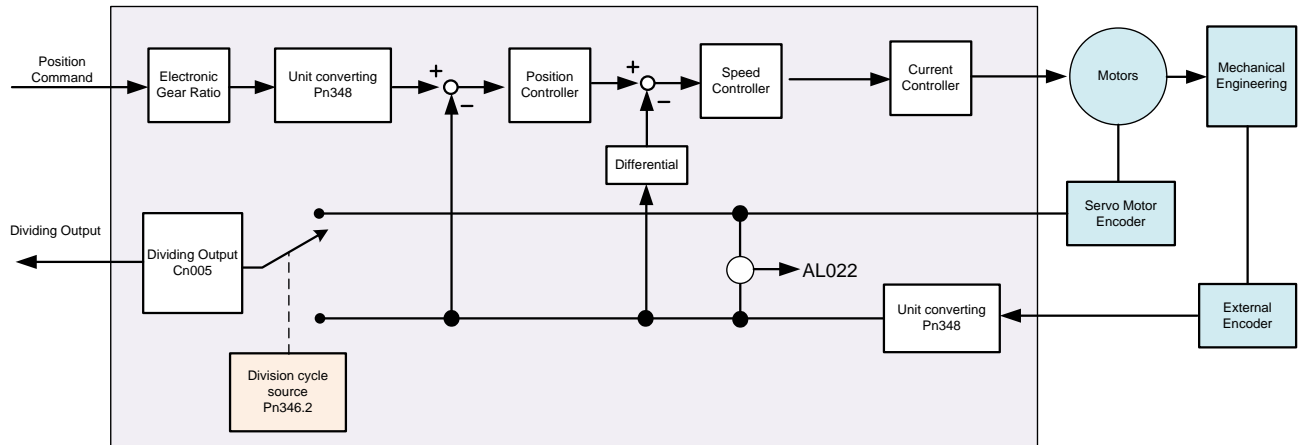 Position
Command
Electronic
Gear Ratio
Unit converting
Pn348
+
−
Position
Controller
+
−
Speed
Controller
Current
Controller
Motors
Mechanical
Engineering
Differential
Servo Motor
Encoder
Dividing Output
Dividing Output
Cn005
AL022
Unit converting
Pn348
External
Encoder
Division cycle
source
Pn346.2